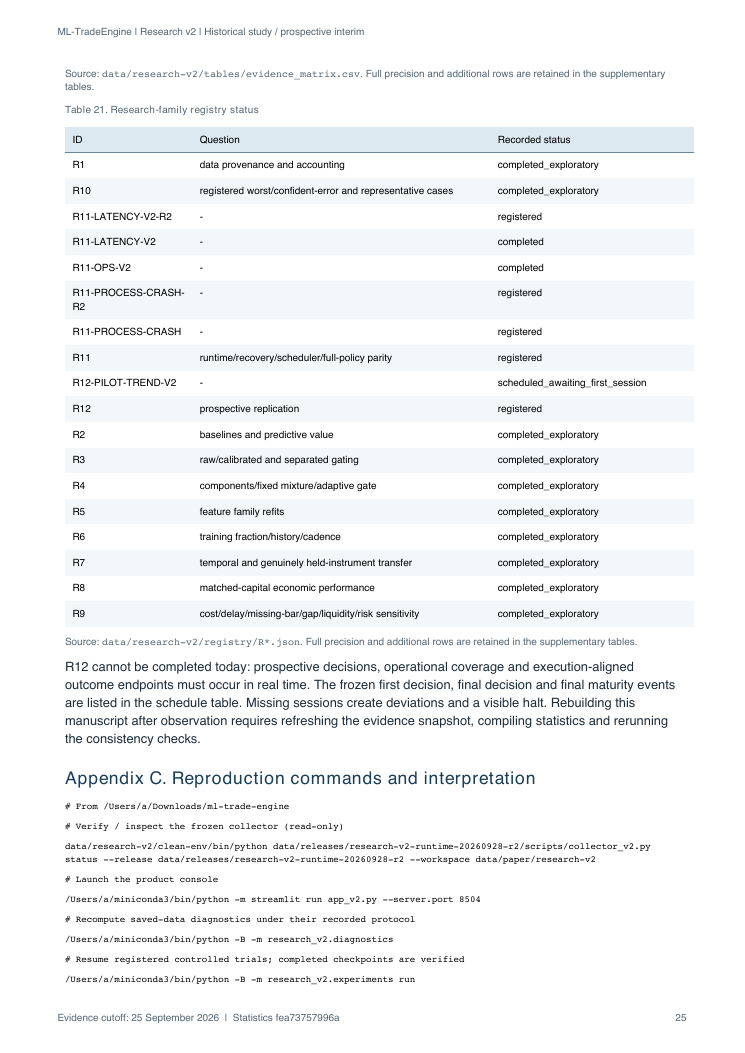 ML-TradeEngine | Research v2 | Historical study / prospective interim
Source: data/research-v2/tables/evidence_matrix.csv. Full precision and additional rows are retained in the supplementary
tables.
Table 21. Research-family registry status
ID Question Recorded status
R1 data provenance and accounting completed_exploratory
R10 registered worst/confident-error and representative cases completed_exploratory
R11-LATENCY-V2-R2 - registered
R11-LATENCY-V2 - completed
R11-OPS-V2 - completed
R11-PROCESS-CRASH- - registered
R2
R11-PROCESS-CRASH - registered
R11 runtime/recovery/scheduler/full-policy parity registered
R12-PILOT-TREND-V2 - scheduled_awaiting_first_session
R12 prospective replication registered
R2 baselines and predictive value completed_exploratory
R3 raw/calibrated and separated gating completed_exploratory
R4 components/fixed mixture/adaptive gate completed_exploratory
R5 feature family refits completed_exploratory
R6 training fraction/history/cadence completed_exploratory
R7 temporal and genuinely held-instrument transfer completed_exploratory
R8 matched-capital economic performance completed_exploratory
R9 cost/delay/missing-bar/gap/liquidity/risk sensitivity completed_exploratory
Source: data/research-v2/registry/R*.json. Full precision and additional rows are retained in the supplementary tables.
R12 cannot be completed today: prospective decisions, operational coverage and execution-aligned
outcome endpoints must occur in real time. The frozen first decision, final decision and final maturity events
are listed in the schedule table. Missing sessions create deviations and a visible halt. Rebuilding this
manuscript after observation requires refreshing the evidence snapshot, compiling statistics and rerunning
the consistency checks.
Appendix C. Reproduction commands and interpretation
# From /Users/a/Downloads/ml-trade-engine
# Verify / inspect the frozen collector (read-only)
data/research-v2/clean-env/bin/python data/releases/research-v2-runtime-20260928-r2/scripts/collector_v2.py
status --release data/releases/research-v2-runtime-20260928-r2 --workspace data/paper/research-v2
# Launch the product console
/Users/a/miniconda3/bin/python -m streamlit run app_v2.py --server.port 8504
# Recompute saved-data diagnostics under their recorded protocol
/Users/a/miniconda3/bin/python -B -m research_v2.diagnostics
# Resume registered controlled trials; completed checkpoints are verified
/Users/a/miniconda3/bin/python -B -m research_v2.experiments run
Evidence cutoff: 25 September 2026 | Statistics fea73757996a 25